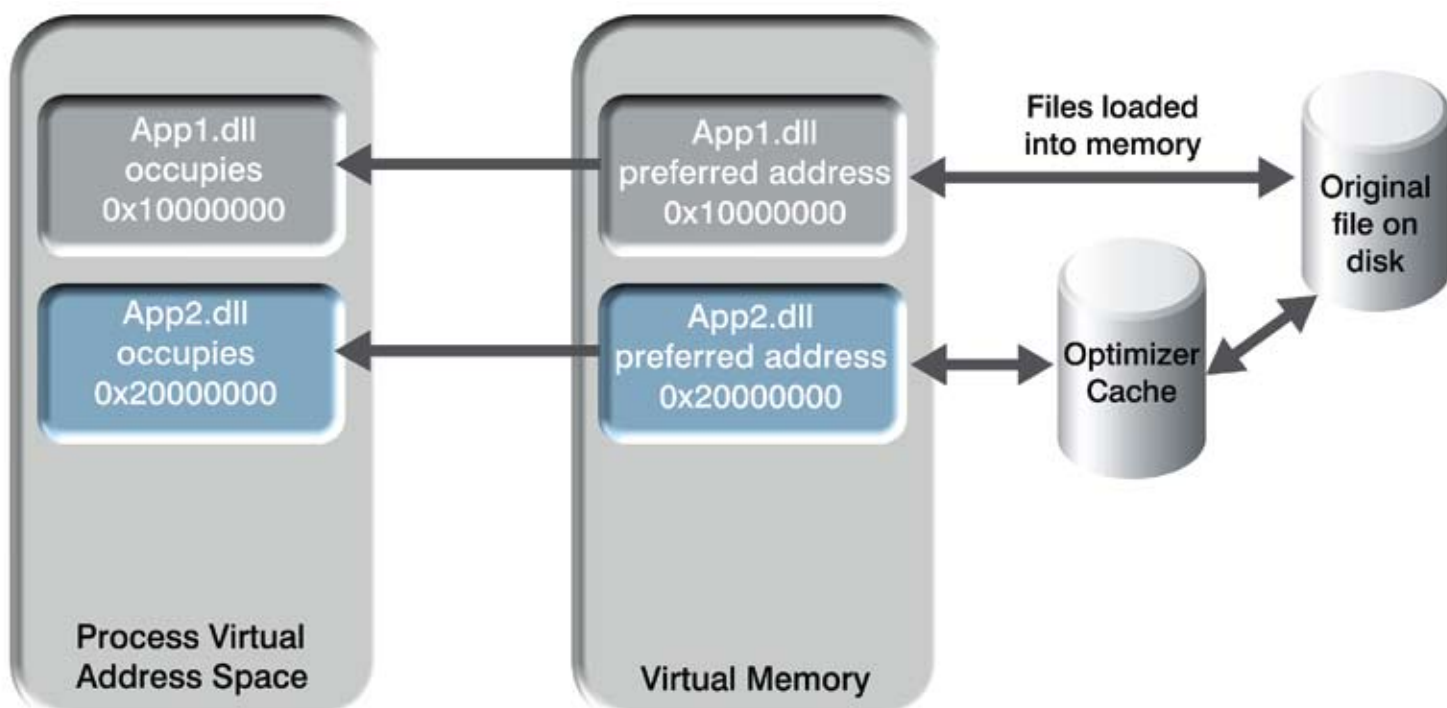 App1.dll
occupies
0x10000000
App2.dll
occupies
0x20000000
Process Virtual
Address Space
App1.dll
preferred address
0x10000000
App2.dll
preferred address
0x20000000
Virtual Memory
Files loaded
into memory
Original
file on
disk
Optimizer
Cache